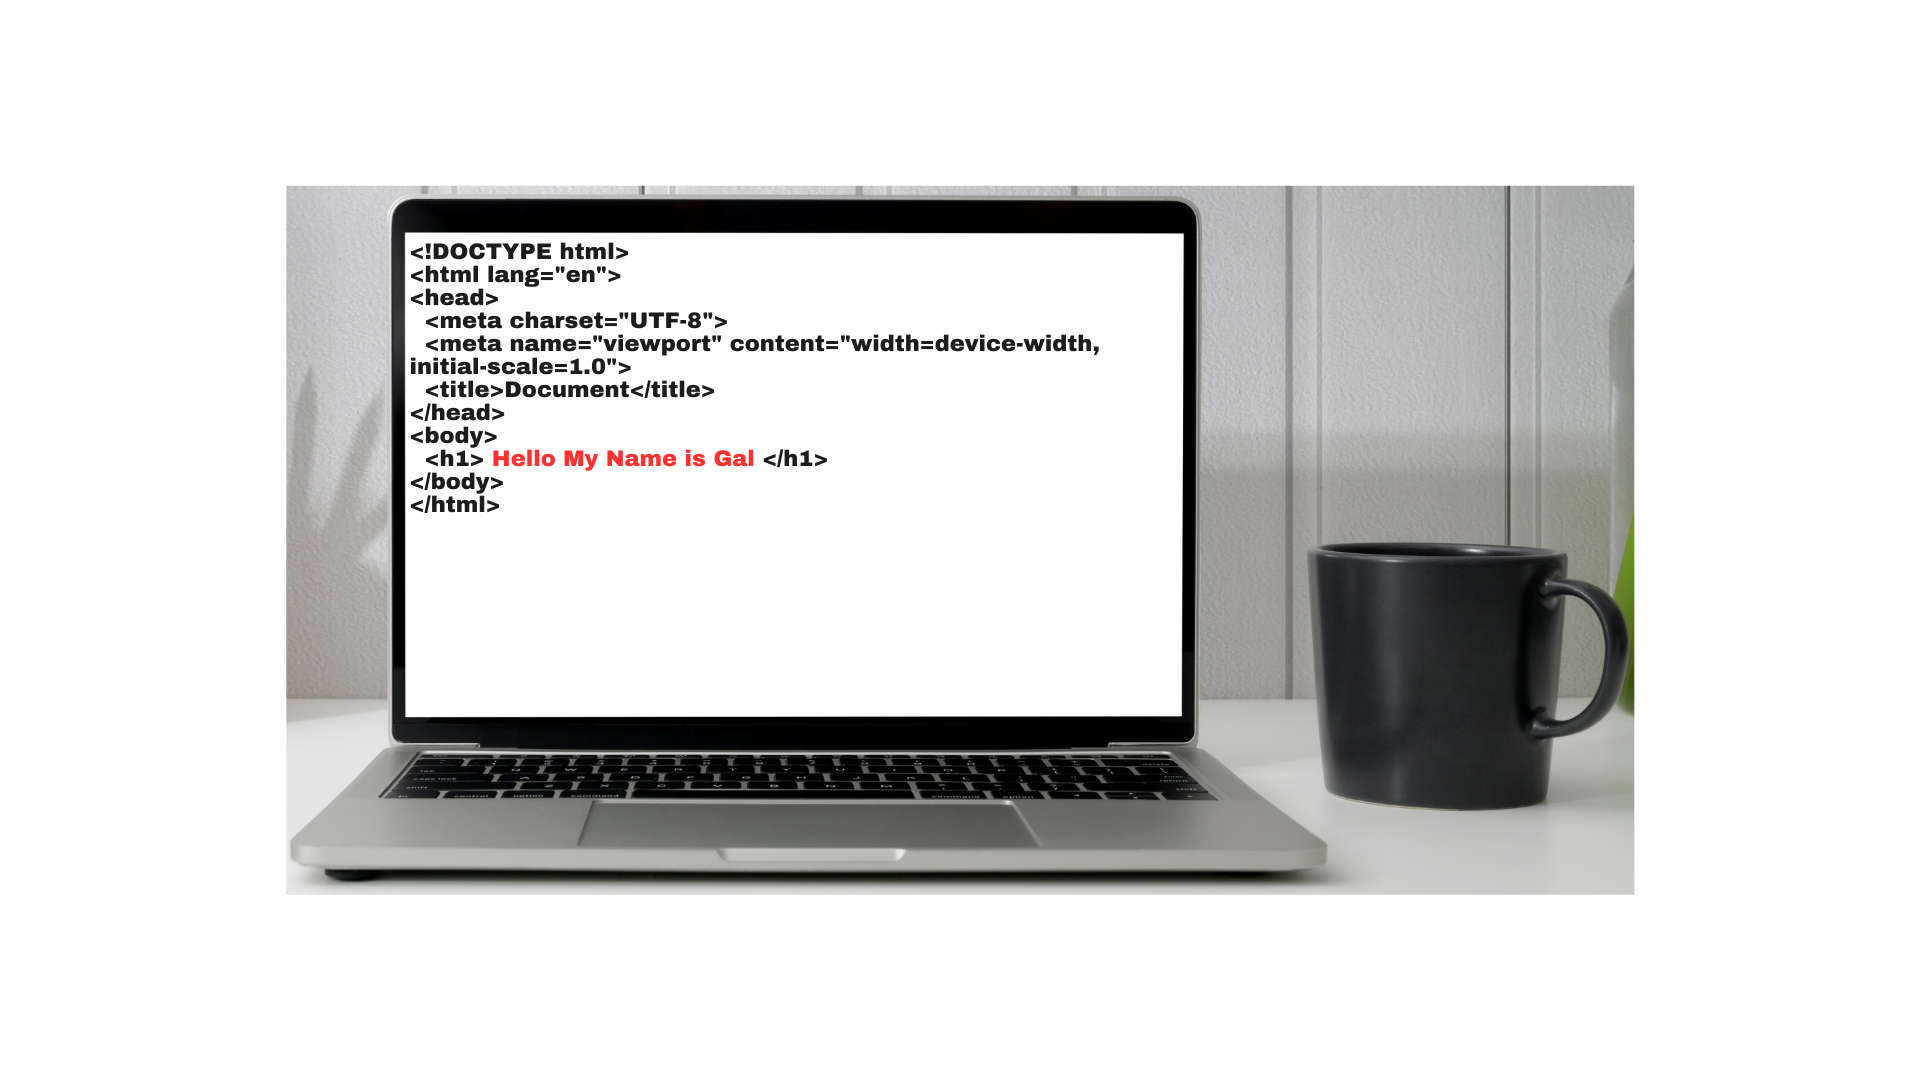 <!DOCTYPE html>
<html lang="en">
<head>
  <meta charset="UTF-8">
  <meta name="viewport" content="width=device-width,
initial-scale=1.0">
  <title>Document</title>
</head>
<body>
  <h1> Hello My Name is Gal </h1>
</body>
</html>